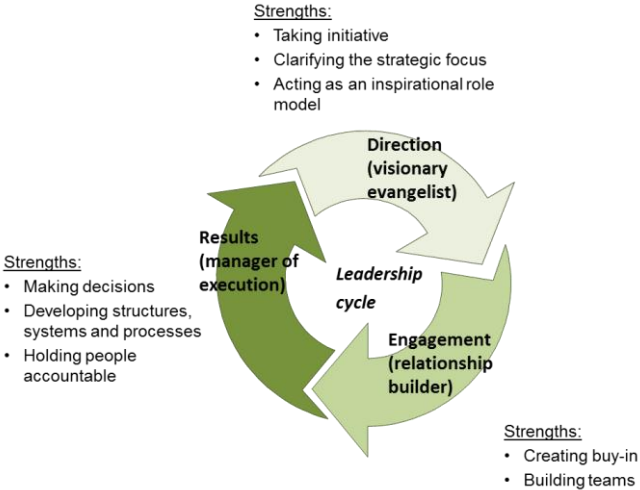 Strengths:
• Taking initiative
• Clarifying the strategic focus
• Acting as an inspirational role
model
Direction
(visionary
evangelist)
Results
(manager of
execution)
Leadership
cycle
Strengths:
• Making decisions
• Developing structures,
systems and processes
• Holding people
accountable
Engagement
(relationship
builder)
Strengths:
• Creating buy-in
• Building teams